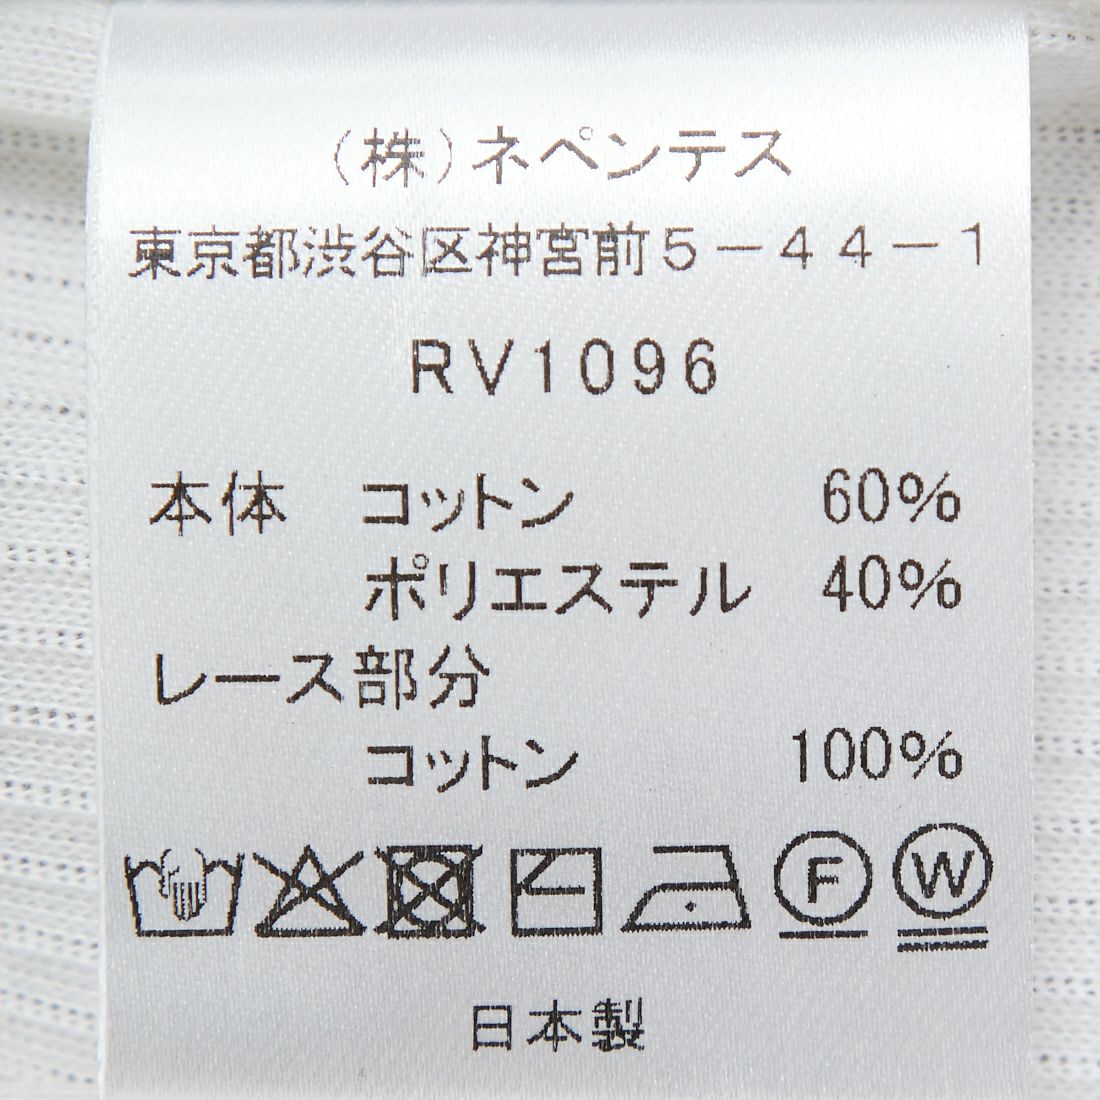 (株)ネペンテス
東京都渋谷区神宮前5-44-1
RV1096
本体 コットン 60%
ポリエステル 40%
レース部分
コットン 100%
F W
日本製